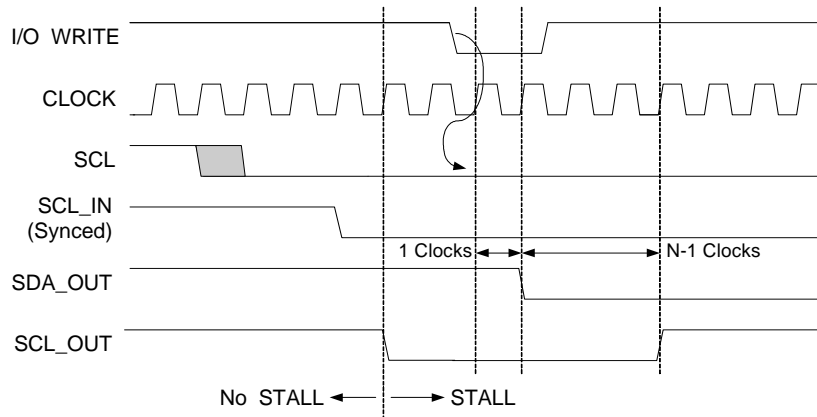 I/O WRITE
CLOCK
SCL
SCL_IN
(Synced)
1 Clocks
N-1 Clocks
SDA_OUT
SCL_OUT
No STALL
STALL